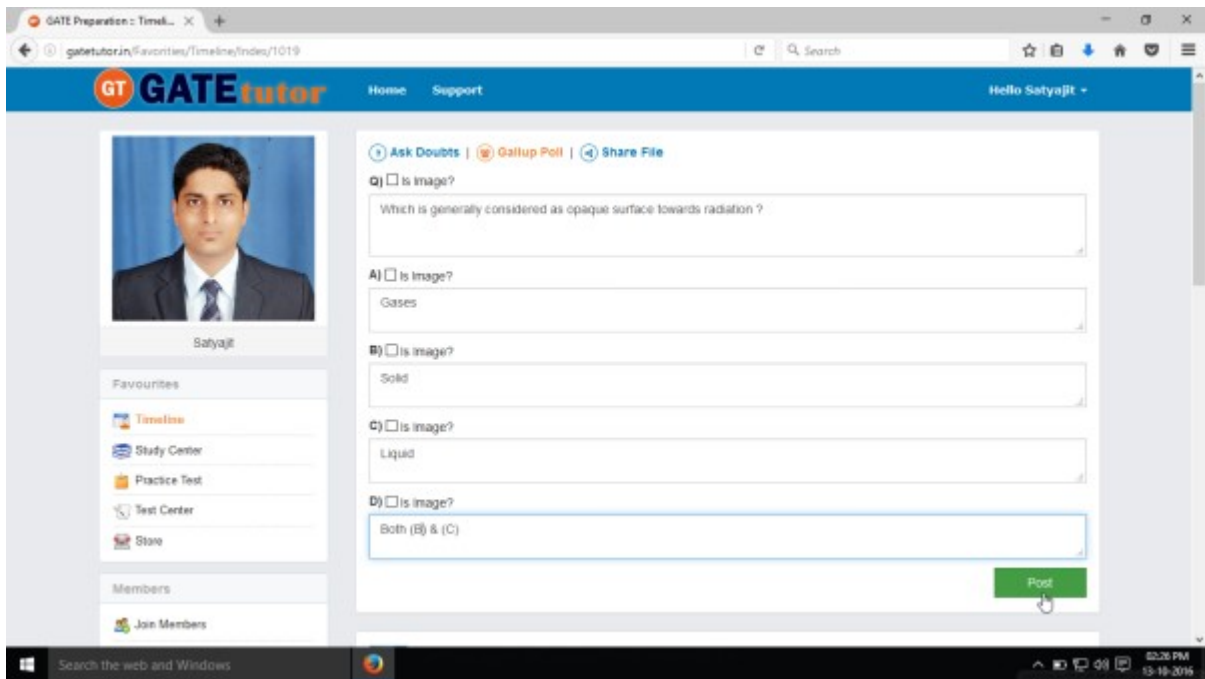 GATE Preparation :: Timeli...
gatetutor.in/Favorities/Timeline/Index/1019
Search
GT GATEtutor
Home Support
Hello Satyajit
Ask Doubts | Gallup Poll | Share File
Q) Is Image?
Which is generally considered as opaque surface towards radiation ?
A) Is Image?
Gases
B) Is Image?
Solid
C) Is Image?
Liquid
D) Is Image?
Both (B) & (C)
Post
Satyajit
Favourites
Timeline
Study Center
Practice Test
Test Center
Store
Members
Join Members
Search the web and Windows
02:26 PM
13-10-2016